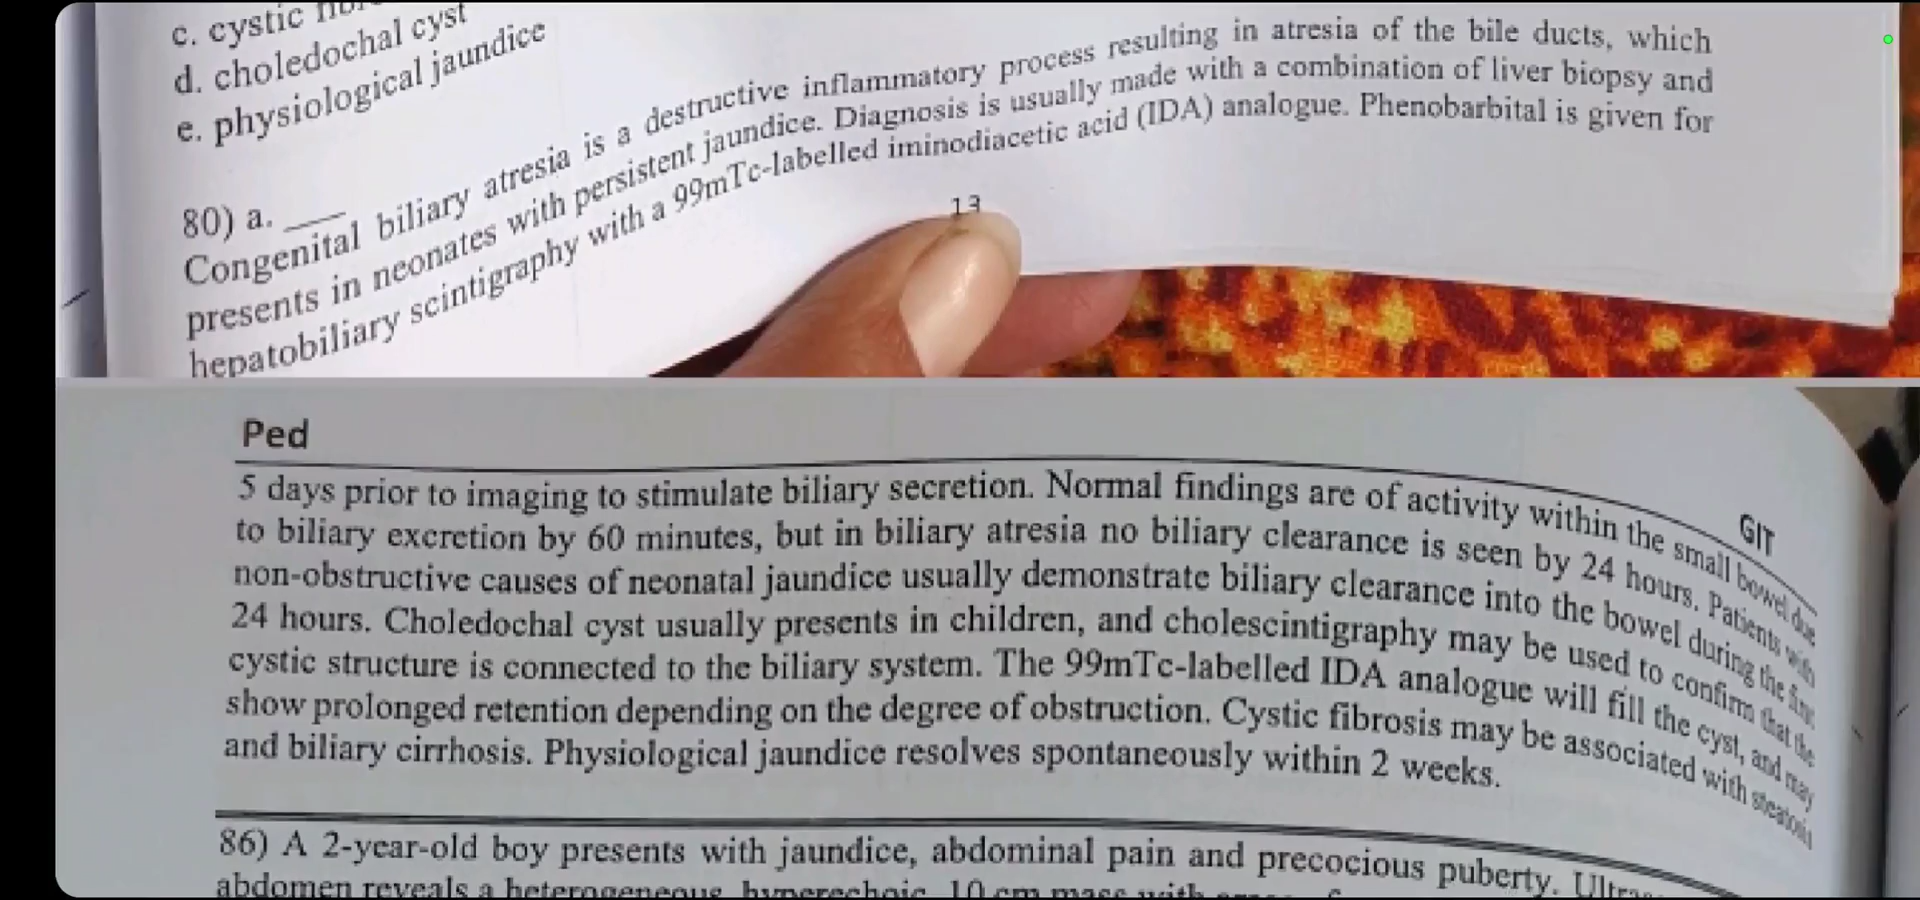 c. cystic
d. choledochal cyst
e. physiological jaundice
80) a. ____
Congenital biliary atresia is a destructive inflammatory process resulting in atresia of the bile ducts, which
presents in neonates with persistent jaundice. Diagnosis is usually made with a combination of liver biopsy and
hepatobiliary scintigraphy with a 99mTc-labelled iminodiacetic acid (IDA) analogue. Phenobarbital is given for
13
Ped
GIT
5 days prior to imaging to stimulate biliary secretion. Normal findings are of activity within the small bowel due
to biliary excretion by 60 minutes, but in biliary atresia no biliary clearance is seen by 24 hours. Patients with
non-obstructive causes of neonatal jaundice usually demonstrate biliary clearance into the bowel during the first
24 hours. Choledochal cyst usually presents in children, and cholescintigraphy may be used to confirm that the
cystic structure is connected to the biliary system. The 99mTc-labelled IDA analogue will fill the cyst, and may
show prolonged retention depending on the degree of obstruction. Cystic fibrosis may be associated with steatosis
and biliary cirrhosis. Physiological jaundice resolves spontaneously within 2 weeks.
86) A 2-year-old boy presents with jaundice, abdominal pain and precocious puberty.
abdomen reveals a heterogeneous, hyperechoic, 10 cm mass with